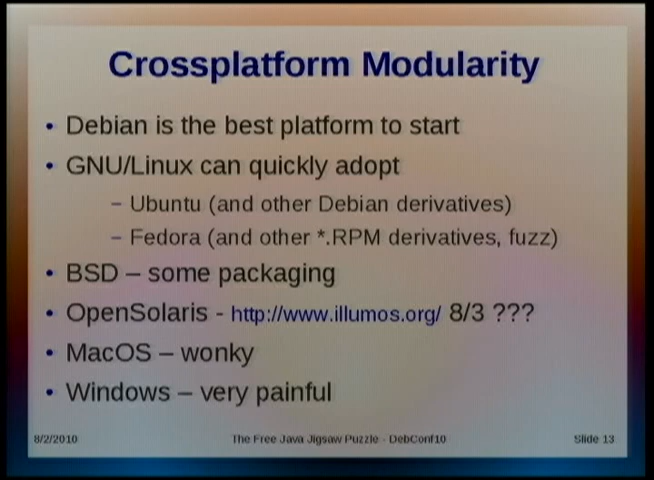 Crossplatform Modularity
• Debian is the best platform to start
• GNU/Linux can quickly adopt
– Ubuntu (and other Debian derivatives)
– Fedora (and other *.RPM derivatives, fuzz)
• BSD – some packaging
• OpenSolaris - http://www.illumos.org/ 8/3 ???
• MacOS – wonky
• Windows – very painful
8/2/2010 The Free Java Jigsaw Puzzle - DebConf10 Slide 13